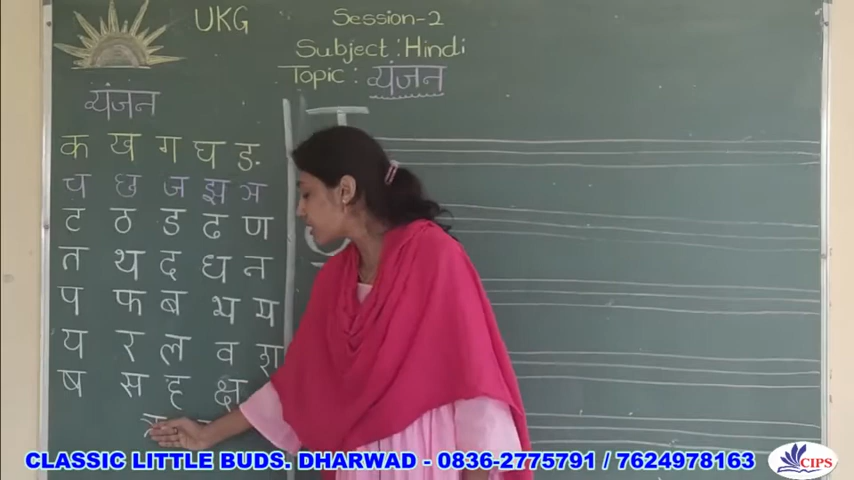 UKG
Session-2
Subject : Hindi
Topic : व्यंजन
व्यंजन
क ख ग घ ङ
च छ ज झ ञ
ट ठ ड ढ ण
त थ द ध न
प फ ब भ म
य र ल व श
ष स ह क्ष
त्र
CLASSIC LITTLE BUDS. DHARWAD - 0836-2775791 / 7624978163
CIPS